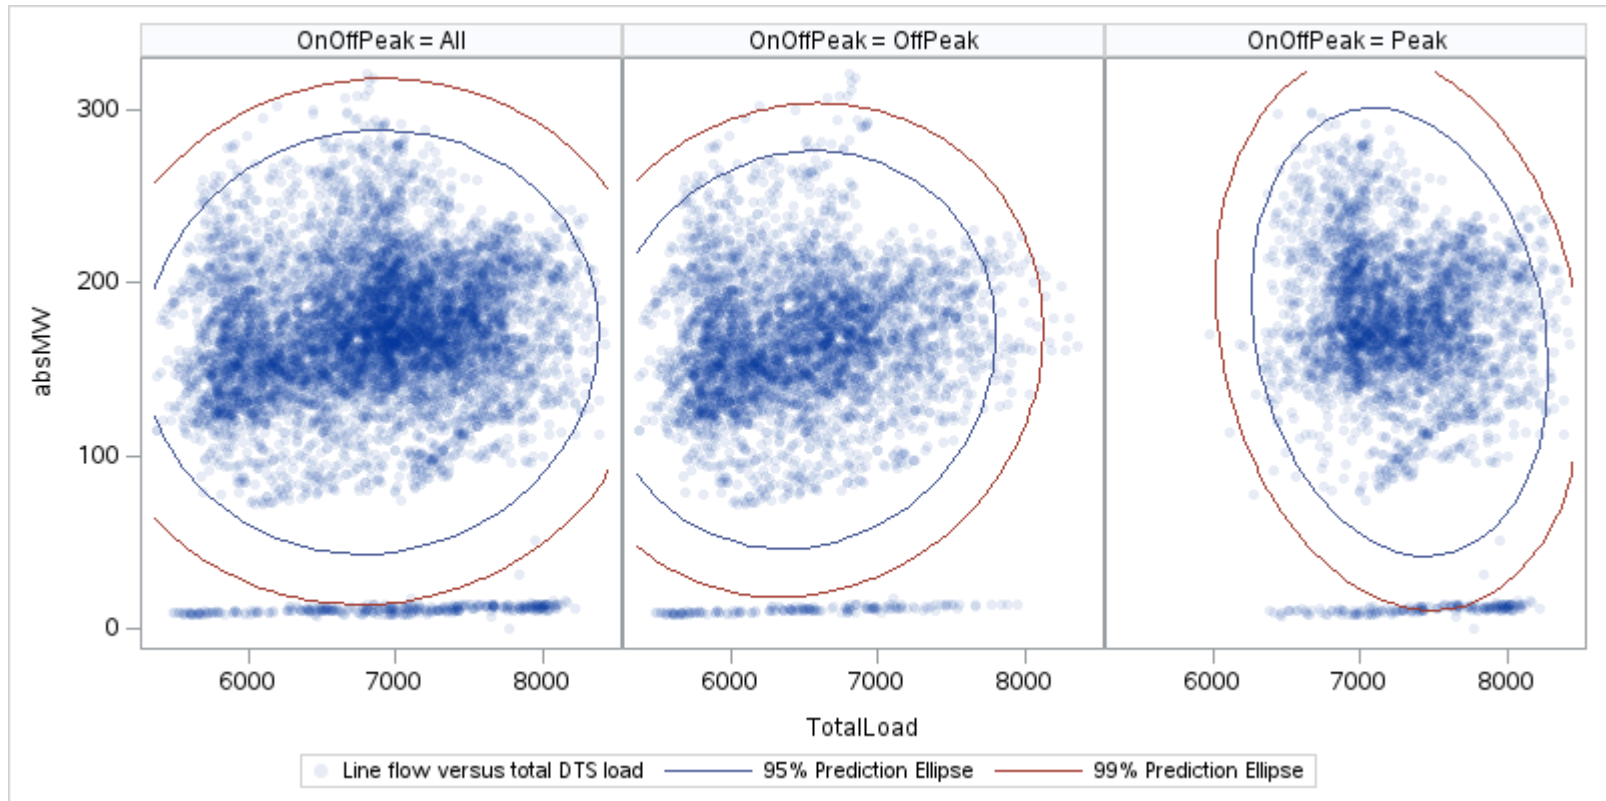 OnOffPeak = All
OnOffPeak = OffPeak
OnOffPeak = Peak
300
200
100
0
absMW
6000 7000 8000 6000 7000 8000 6000 7000 8000
TotalLoad
Line flow versus total DTS load 95% Prediction Ellipse 99% Prediction Ellipse